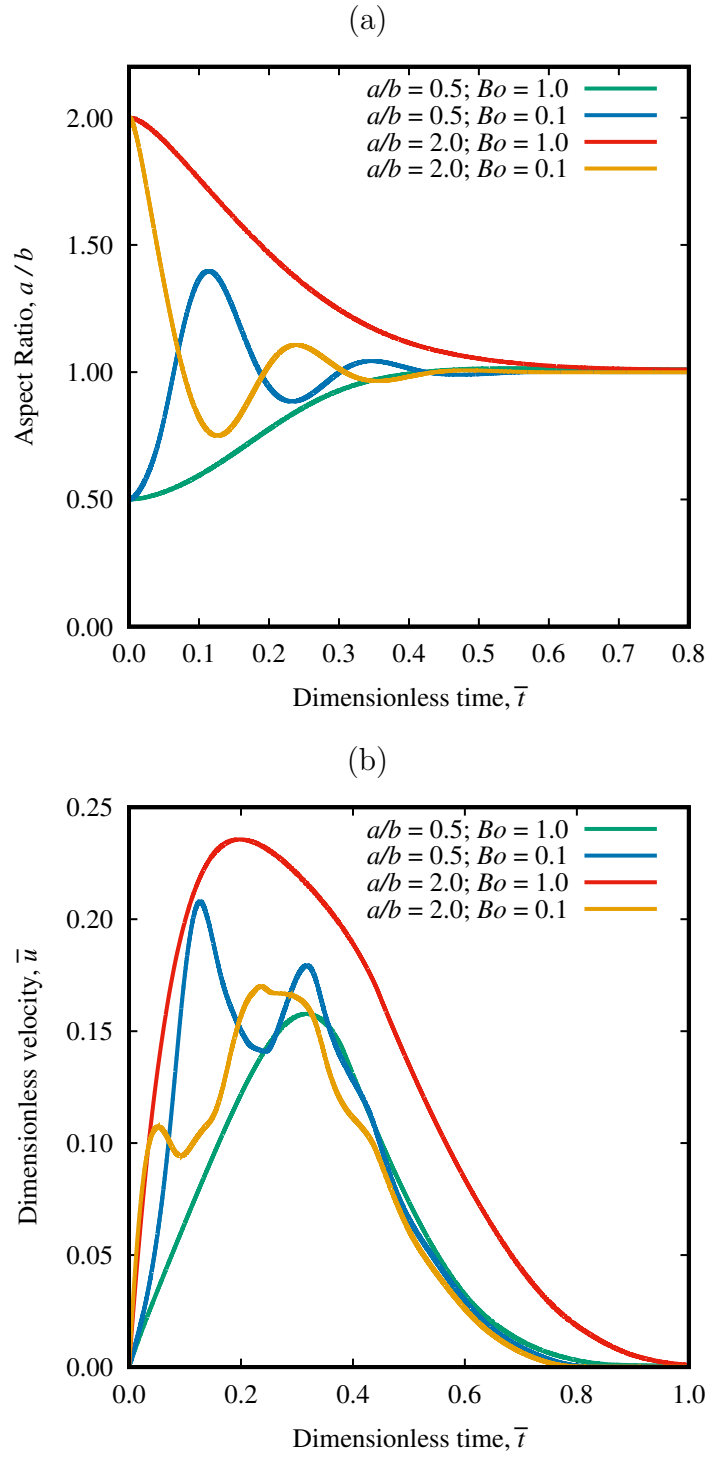 (a)
a/b = 0.5; Bo = 1.0
a/b = 0.5; Bo = 0.1
a/b = 2.0; Bo = 1.0
a/b = 2.0; Bo = 0.1
Aspect Ratio, a / b
2.00
1.50
1.00
0.50
0.00
0.0 0.1 0.2 0.3 0.4 0.5 0.6 0.7 0.8
Dimensionless time, t̅
(b)
a/b = 0.5; Bo = 1.0
a/b = 0.5; Bo = 0.1
a/b = 2.0; Bo = 1.0
a/b = 2.0; Bo = 0.1
Dimensionless velocity, u̅
0.25
0.20
0.15
0.10
0.05
0.00
0.0 0.2 0.4 0.6 0.8 1.0
Dimensionless time, t̅